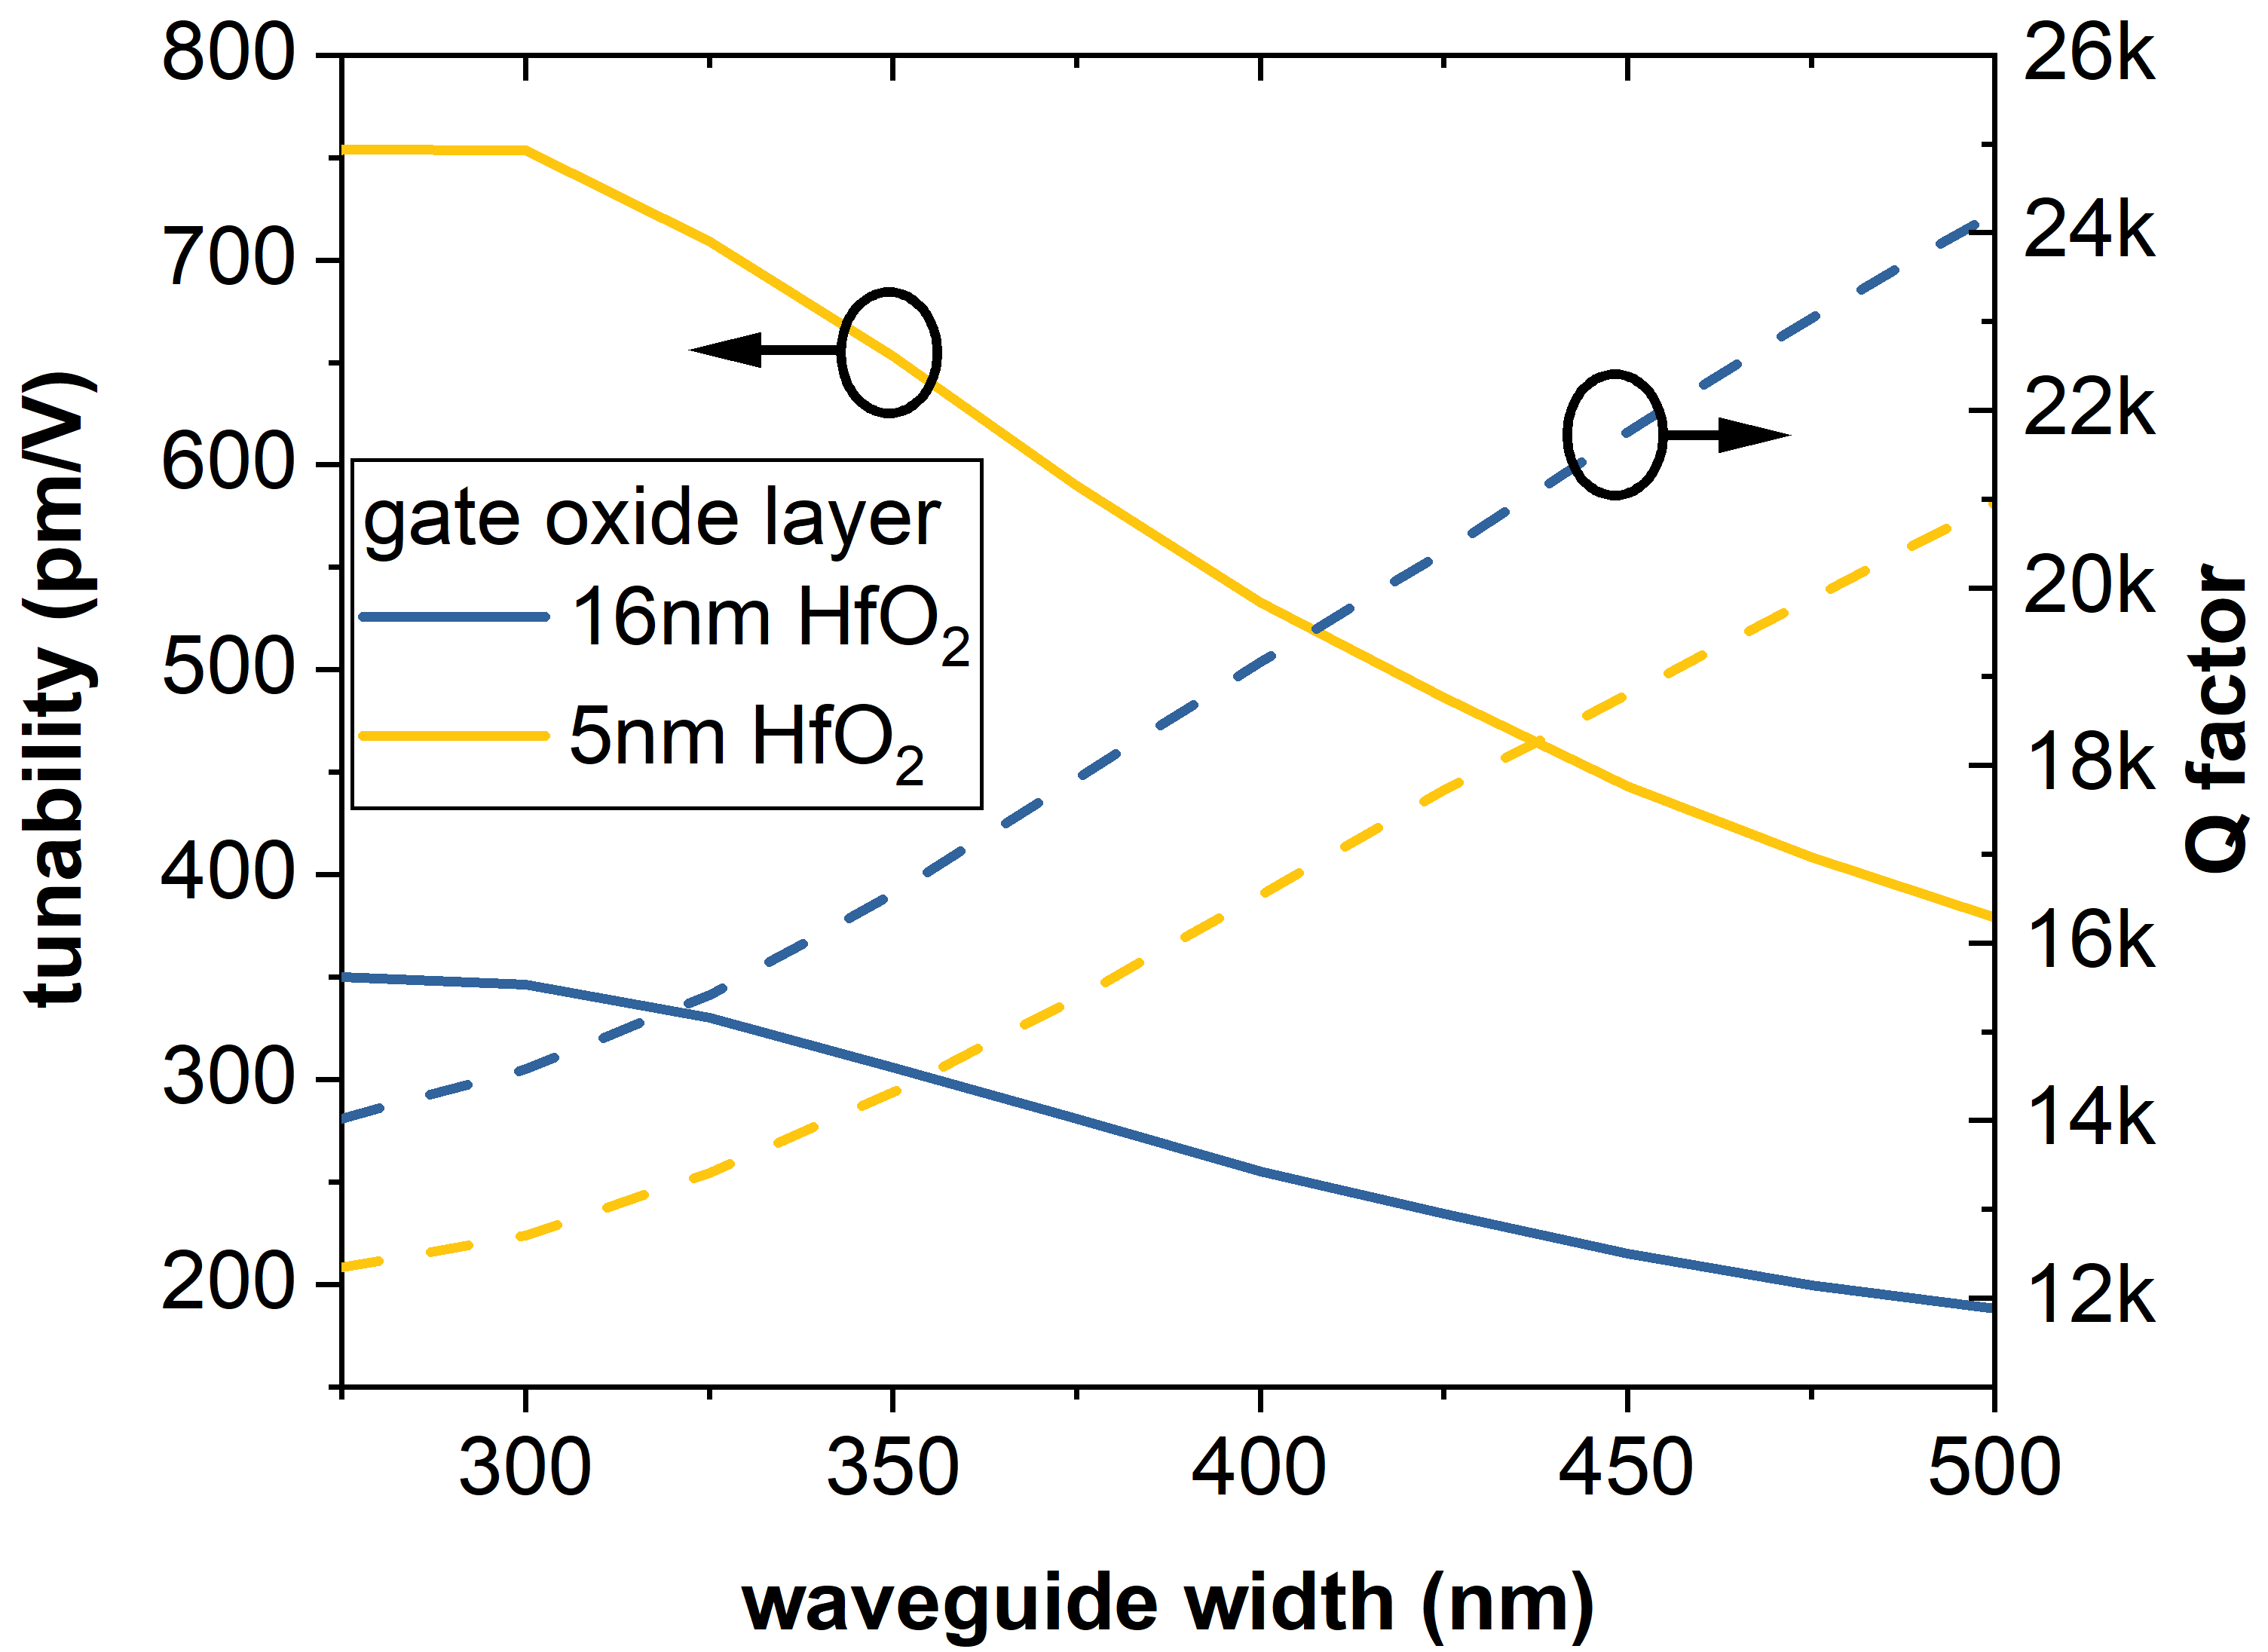 800
700
600
500
400
300
200
tunability (pm/V)
gate oxide layer
16nm HfO₂
5nm HfO₂
26k
24k
22k
20k
18k
16k
14k
12k
Q factor
300 350 400 450 500
waveguide width (nm)